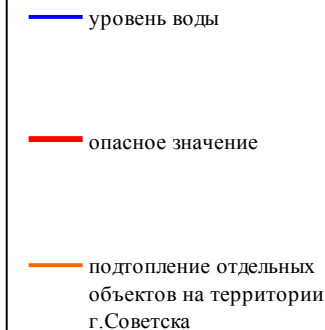 уровень воды
опасное значение
подтопление отдельных
объектов на территории
г.Советска